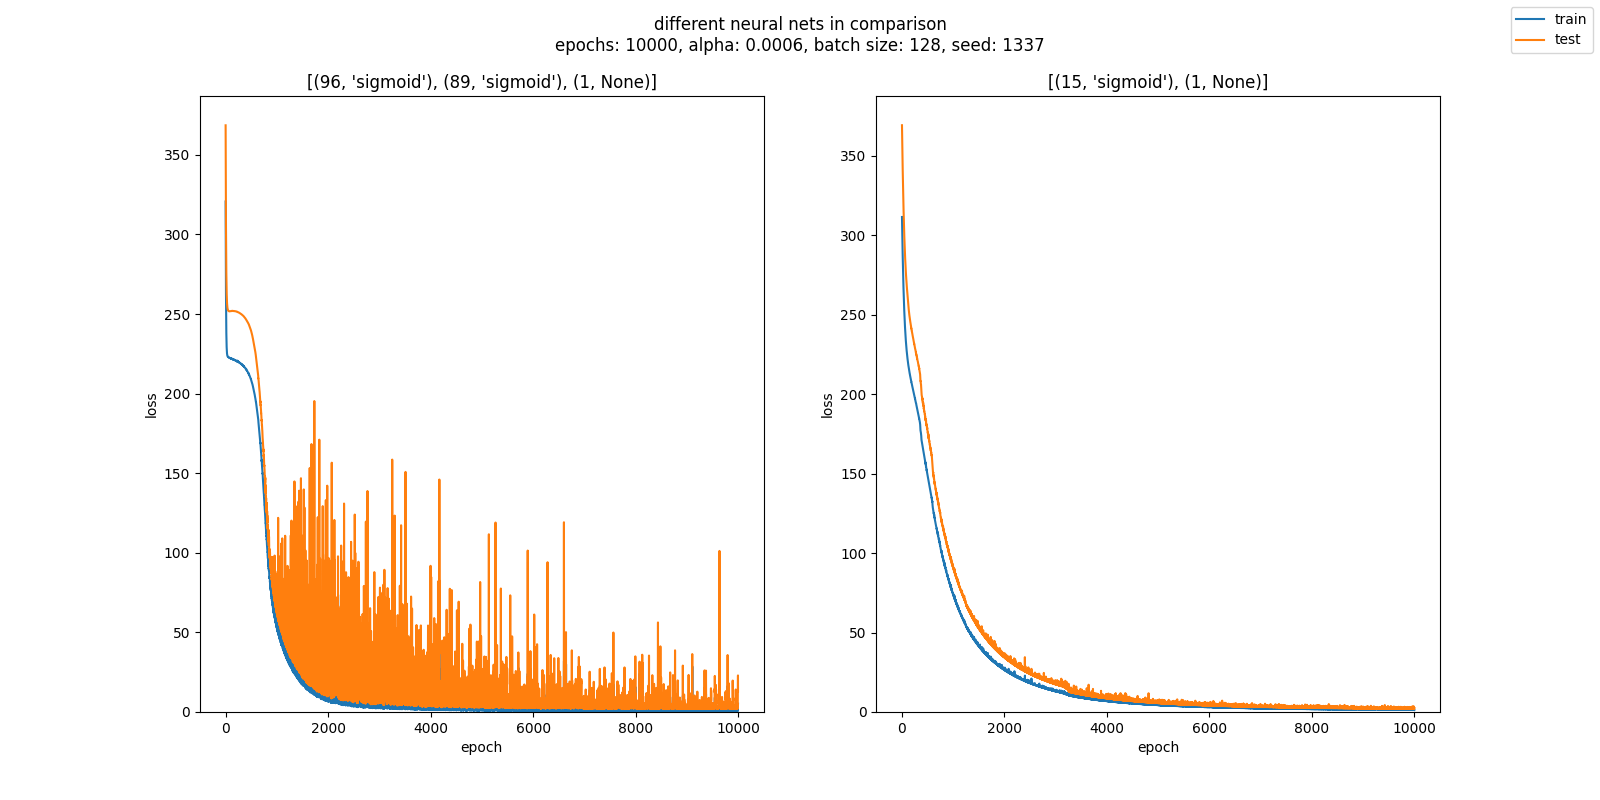 different neural nets in comparison
epochs: 10000, alpha: 0.0006, batch size: 128, seed: 1337
train
test
[(96, 'sigmoid'), (89, 'sigmoid'), (1, None)]
350
300
250
200
150
100
50
0
loss
0 2000 4000 6000 8000 10000
epoch
[(15, 'sigmoid'), (1, None)]
350
300
250
200
150
100
50
0
loss
0 2000 4000 6000 8000 10000
epoch